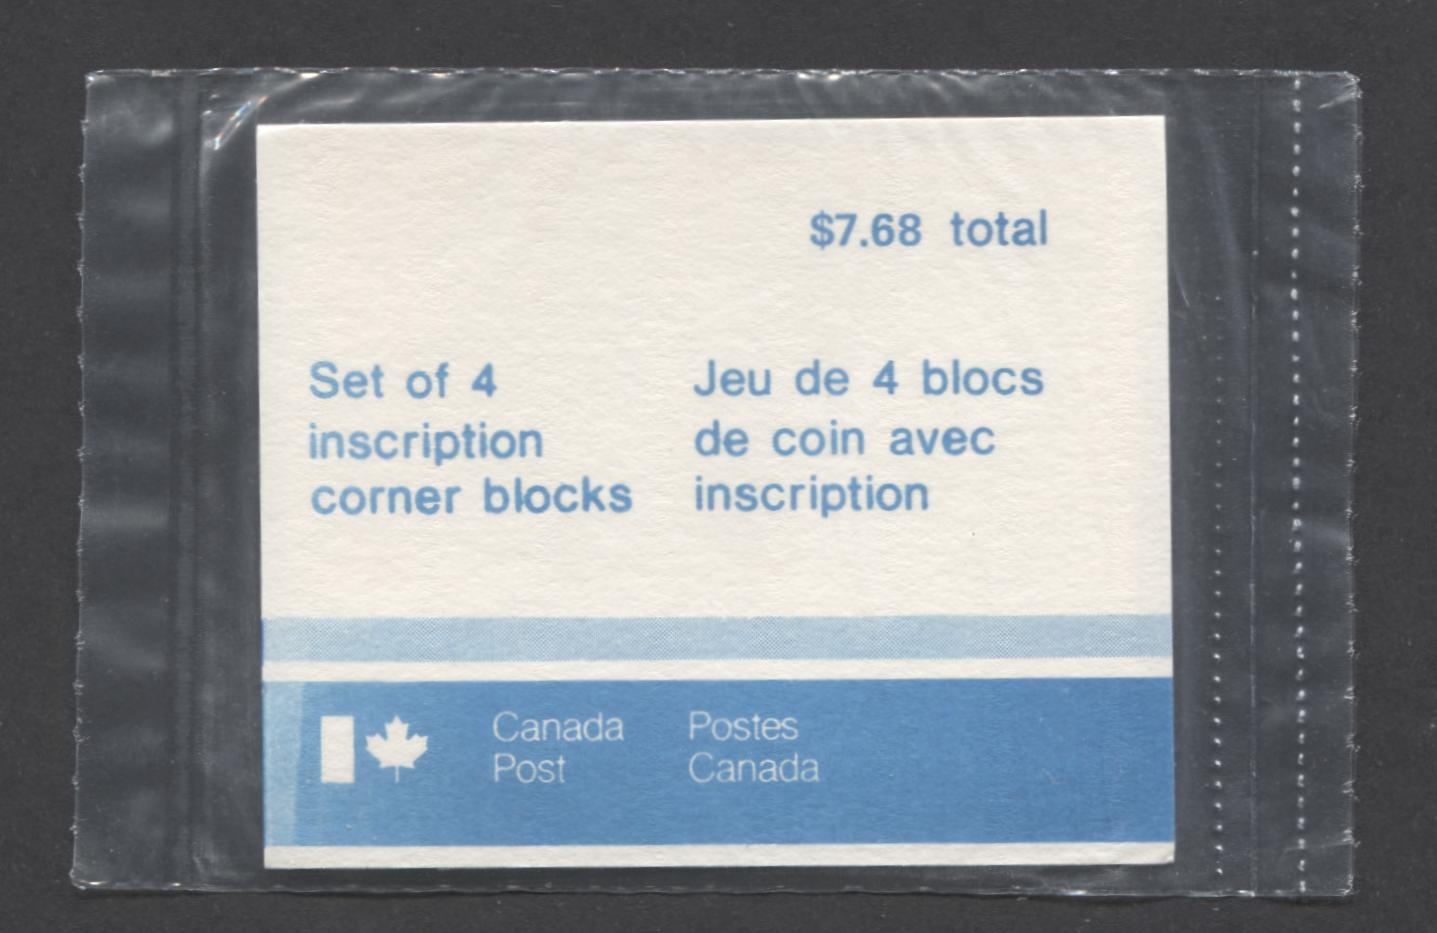 $7.68 total
Set of 4
inscription
corner blocks
Jeu de 4 blocs
de coin avec
inscription
Canada
Post
Postes
Canada